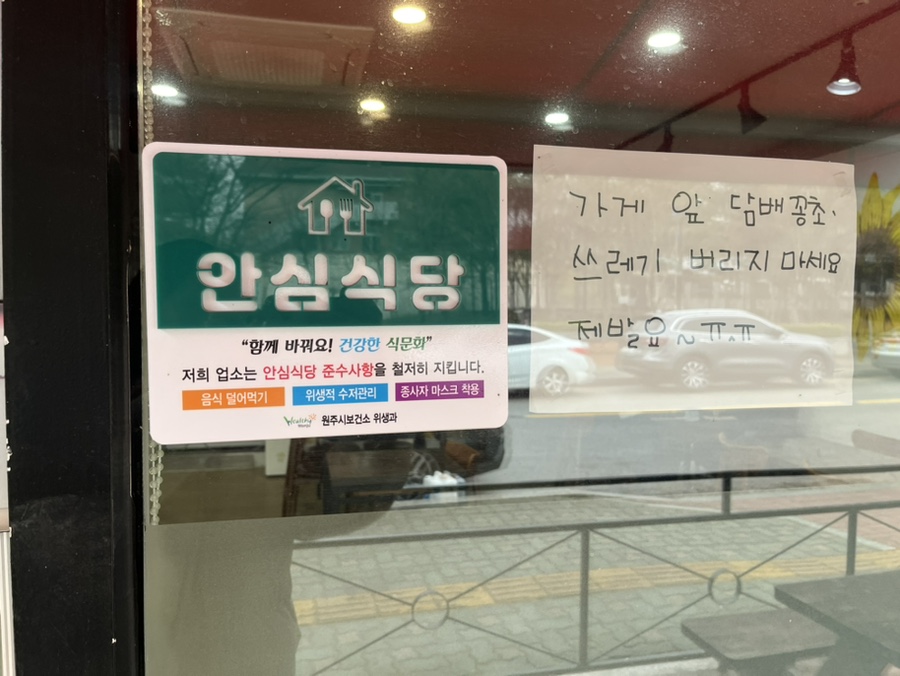 안심식당
“함께 바꿔요! 건강한 식문화”
저희 업소는 안심식당 준수사항을 철저히 지킵니다.
음식 덜어먹기 위생적 수저관리 종사자 마스크 착용
Healthy Wonju 원주시보건소 위생과
가게 앞 담배꽁초.
쓰레기 버리지 마세요
제발요 ㅠㅠ